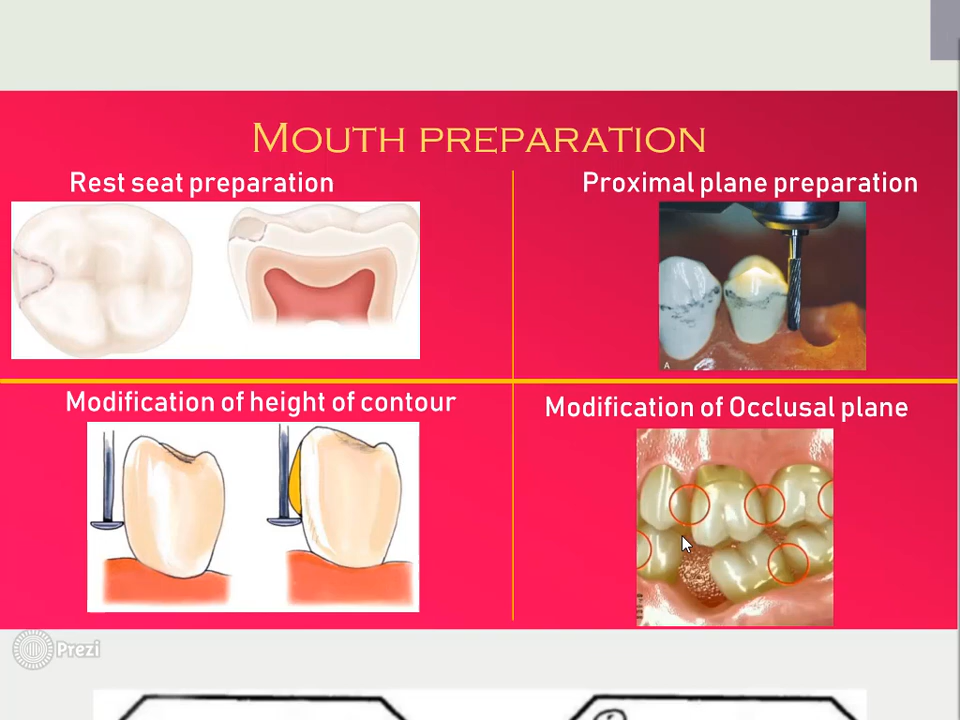 Mouth preparation
Rest seat preparation
Proximal plane preparation
A
Modification of height of contour
Modification of Occlusal plane
Prezi